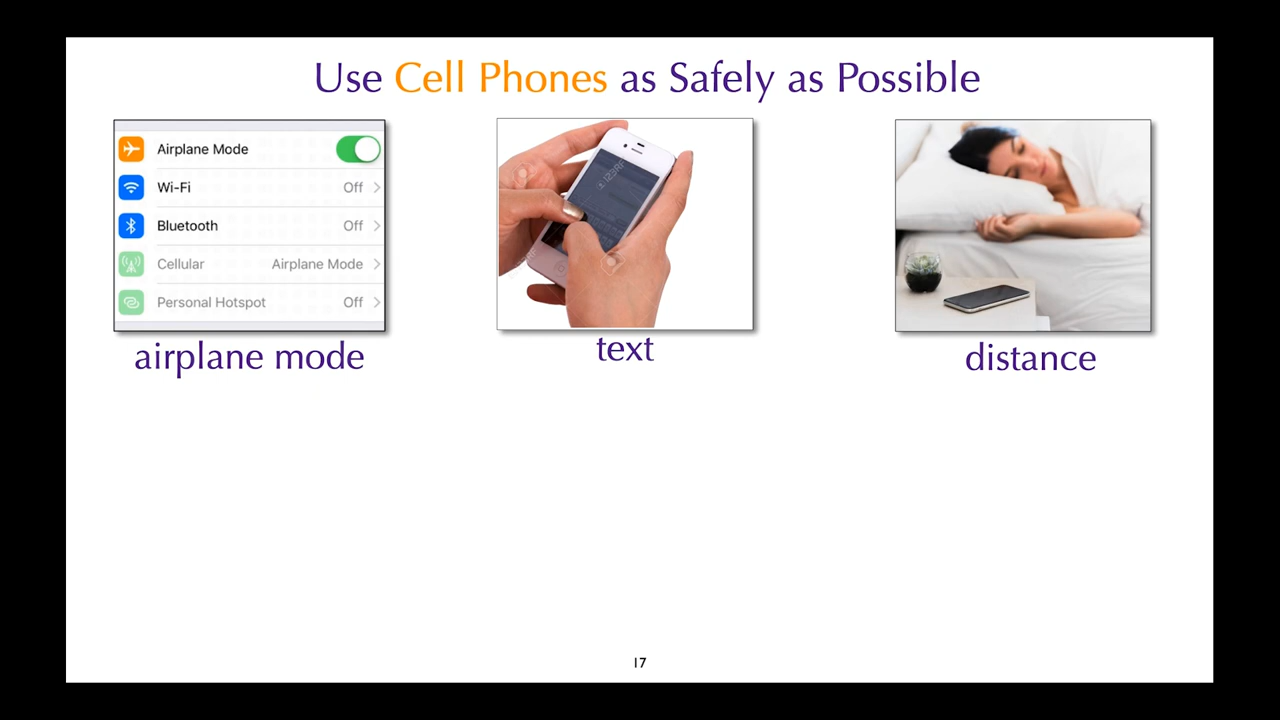 Use Cell Phones as Safely as Possible
Airplane Mode
Wi-Fi Off
Bluetooth Off
Cellular Airplane Mode
Personal Hotspot Off
123RF
airplane mode
text
distance
17